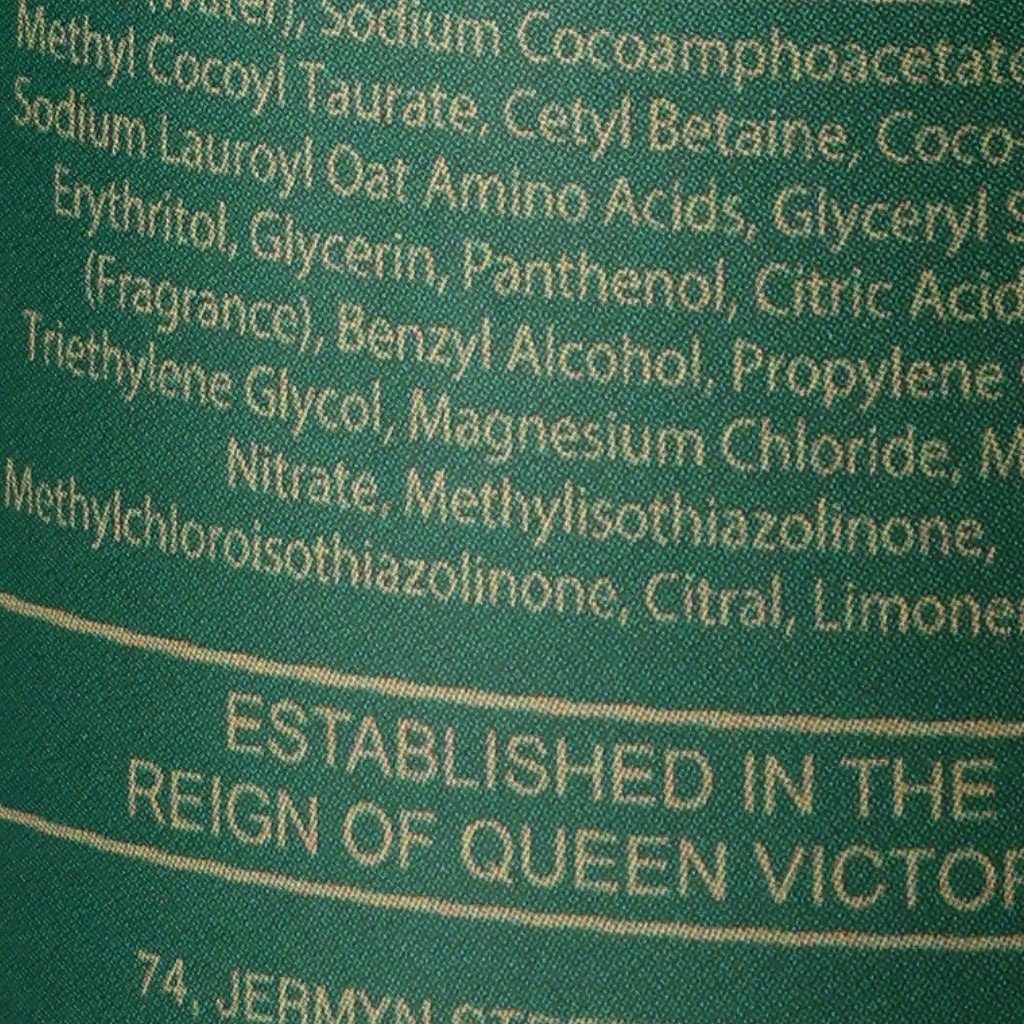 (Water), Sodium Cocoamphoacetate
Methyl Cocoyl Taurate, Cetyl Betaine, Coco-
Sodium Lauroyl Oat Amino Acids, Glyceryl S
Erythritol, Glycerin, Panthenol, Citric Acid
(Fragrance), Benzyl Alcohol, Propylene
Triethylene Glycol, Magnesium Chloride, M
Nitrate, Methylisothiazolinone,
Methylchloroisothiazolinone, Citral, Limone
ESTABLISHED IN THE
REIGN OF QUEEN VICTOR
74, JERMYN STREE